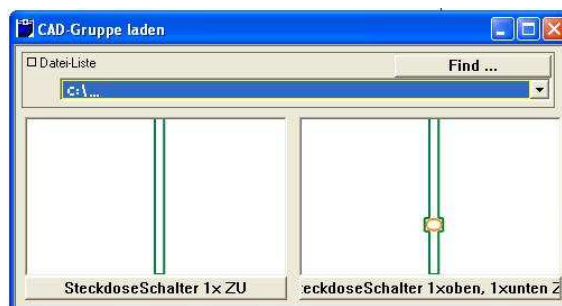 CAD-Gruppe laden
Datei-Liste
Find ...
c:\...
SteckdoseSchalter 1x ZU
eckdoseSchalter 1xoben, 1xunten Z